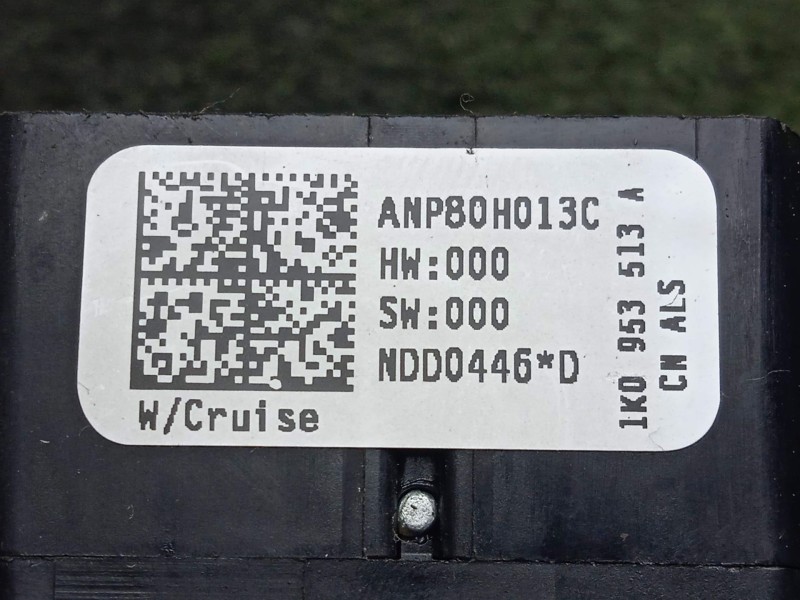 ANP80H013C
HW:000
SW:000
NDD0446*D
W/Cruise
1K0 953 513 A
CN ALS